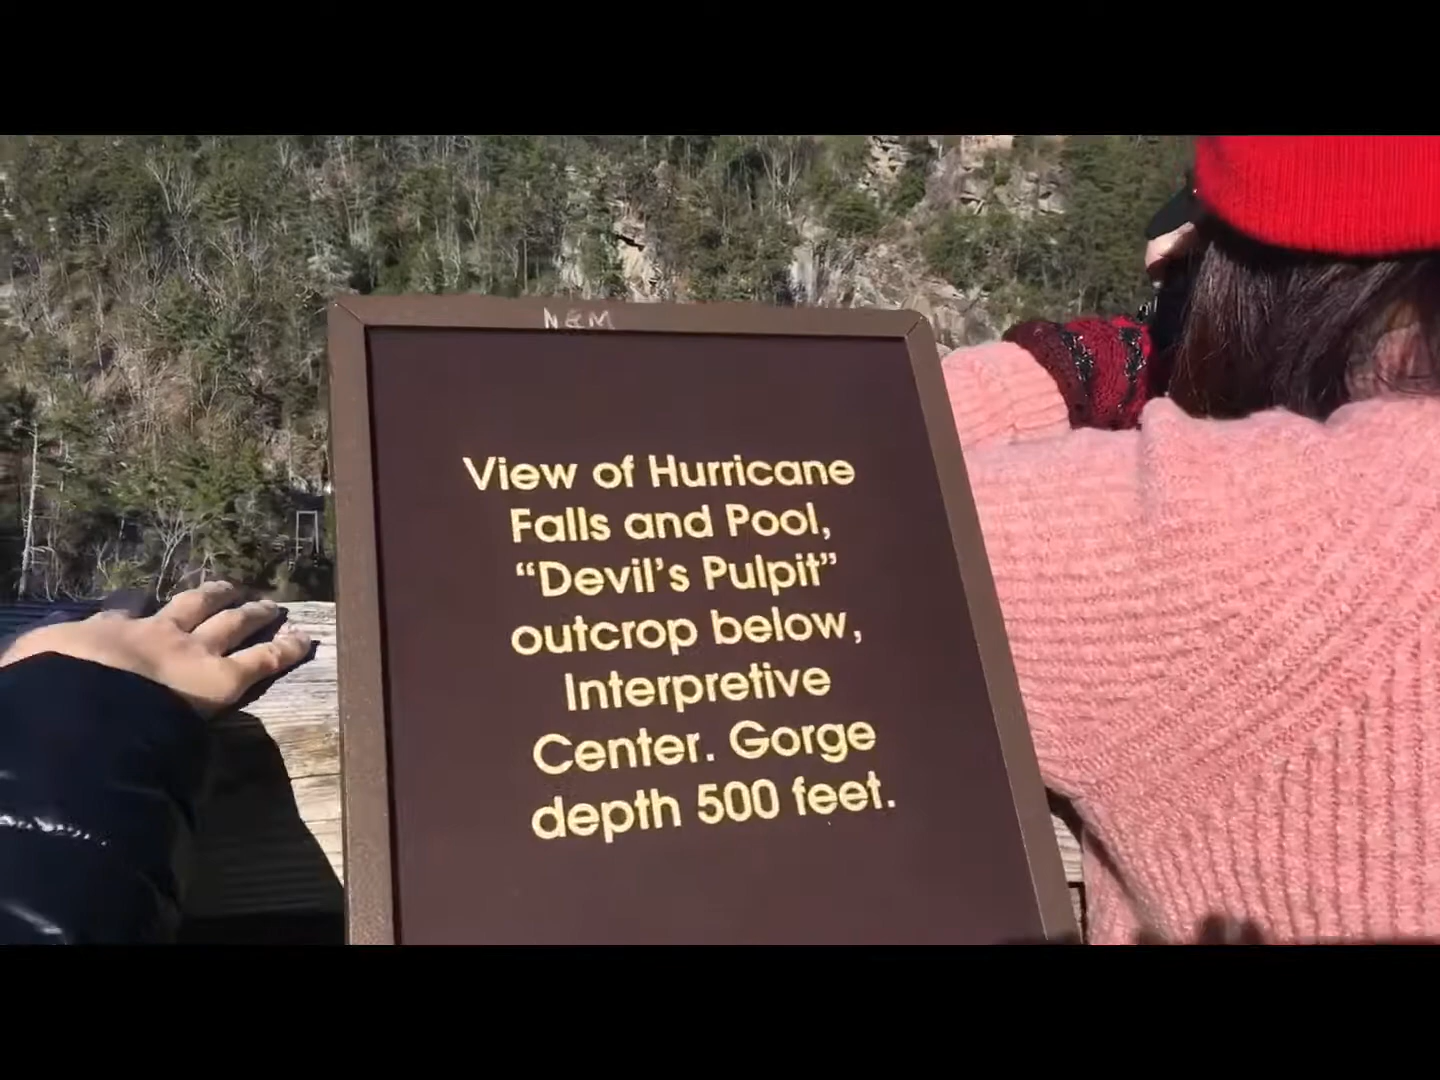 N&M
View of Hurricane
Falls and Pool,
“Devil’s Pulpit”
outcrop below,
Interpretive
Center. Gorge
depth 500 feet.